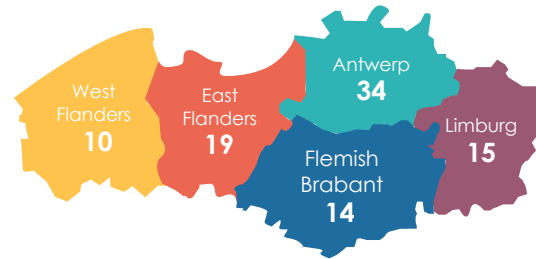 West
Flanders
10
East
Flanders
19
Antwerp
34
Flemish
Brabant
14
Limburg
15